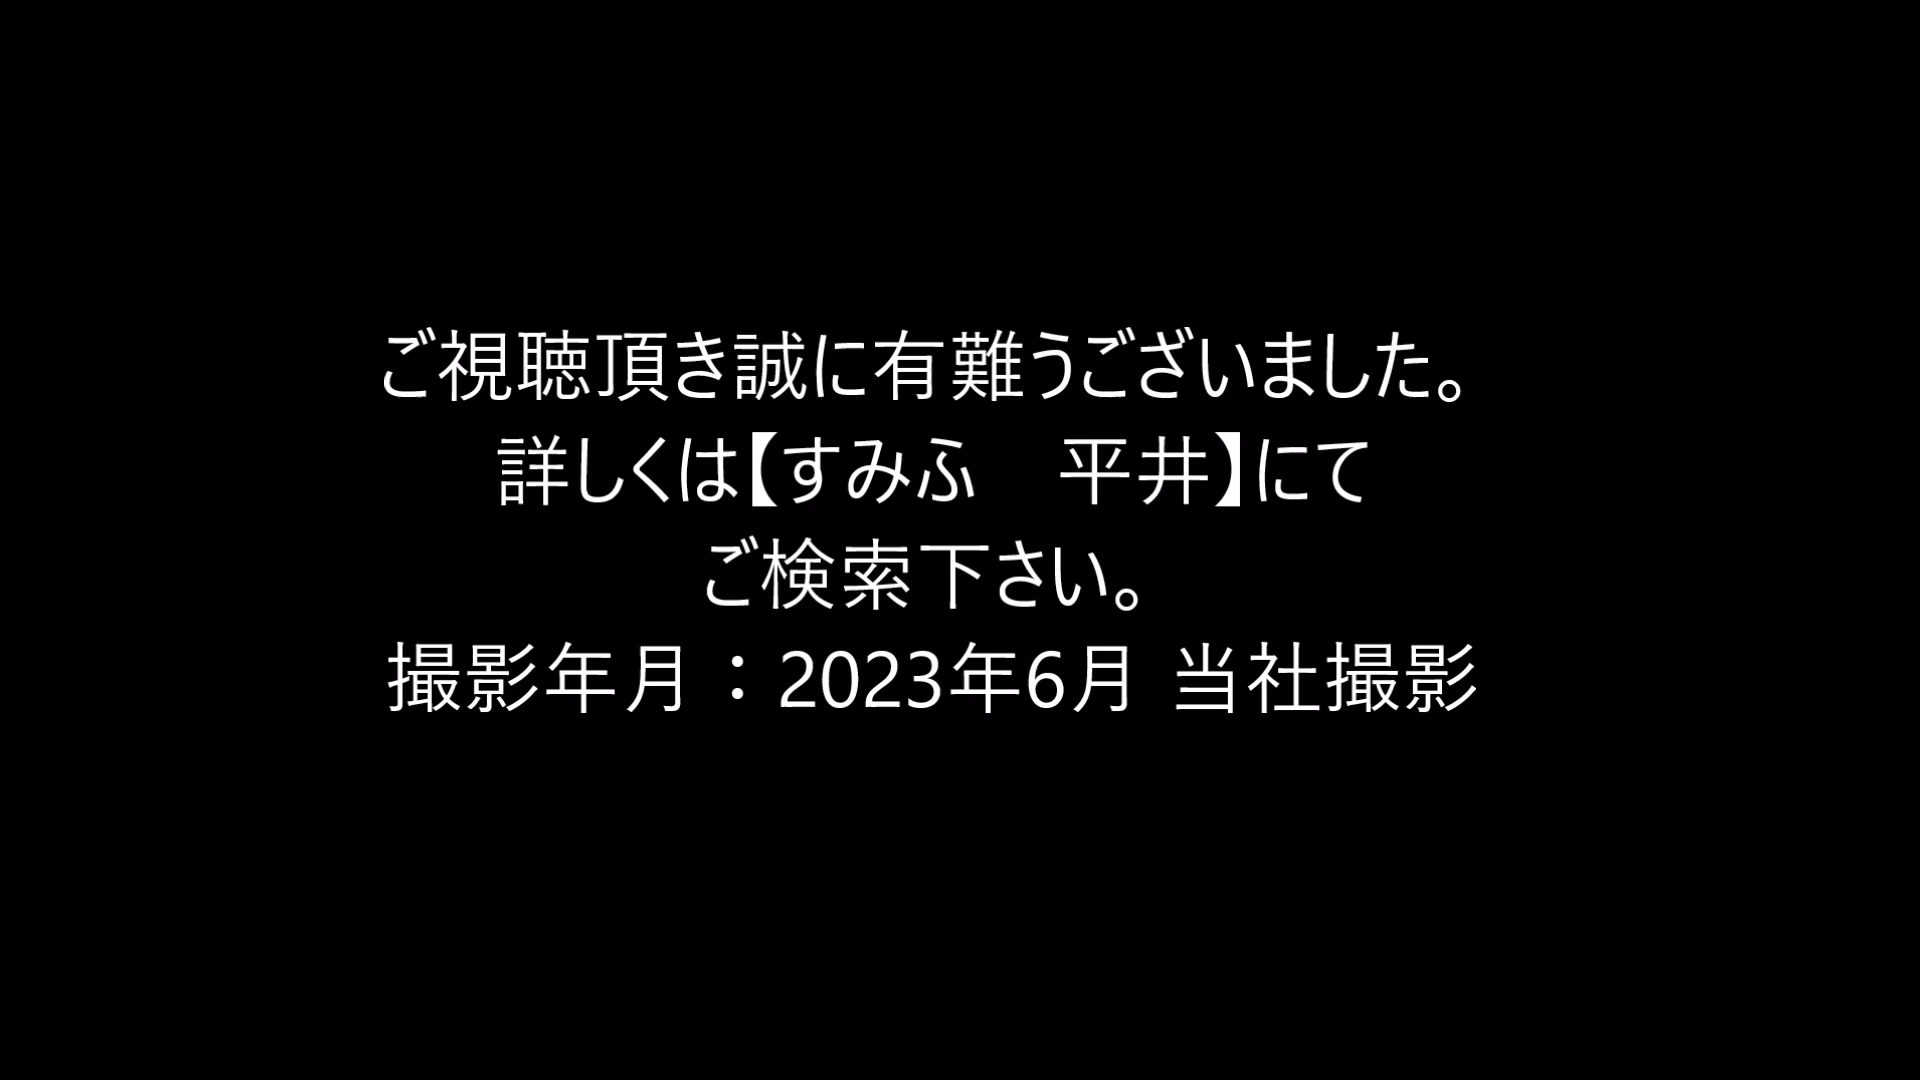 ご視聴頂き誠に有難うございました。
詳しくは【すみふ　平井】にて
ご検索下さい。
撮影年月：2023年6月 当社撮影